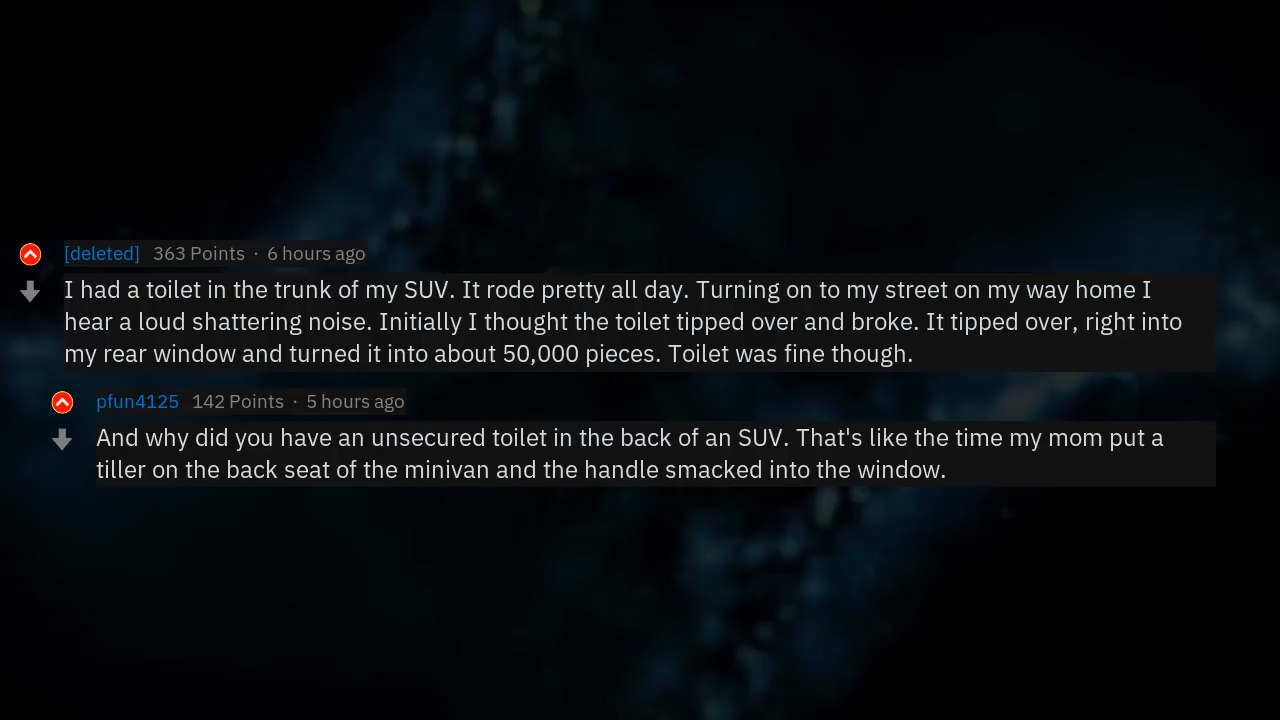 [deleted] 363 Points · 6 hours ago
I had a toilet in the trunk of my SUV. It rode pretty all day. Turning on to my street on my way home I
hear a loud shattering noise. Initially I thought the toilet tipped over and broke. It tipped over, right into
my rear window and turned it into about 50,000 pieces. Toilet was fine though.
pfun4125 142 Points · 5 hours ago
And why did you have an unsecured toilet in the back of an SUV. That's like the time my mom put a
tiller on the back seat of the minivan and the handle smacked into the window.